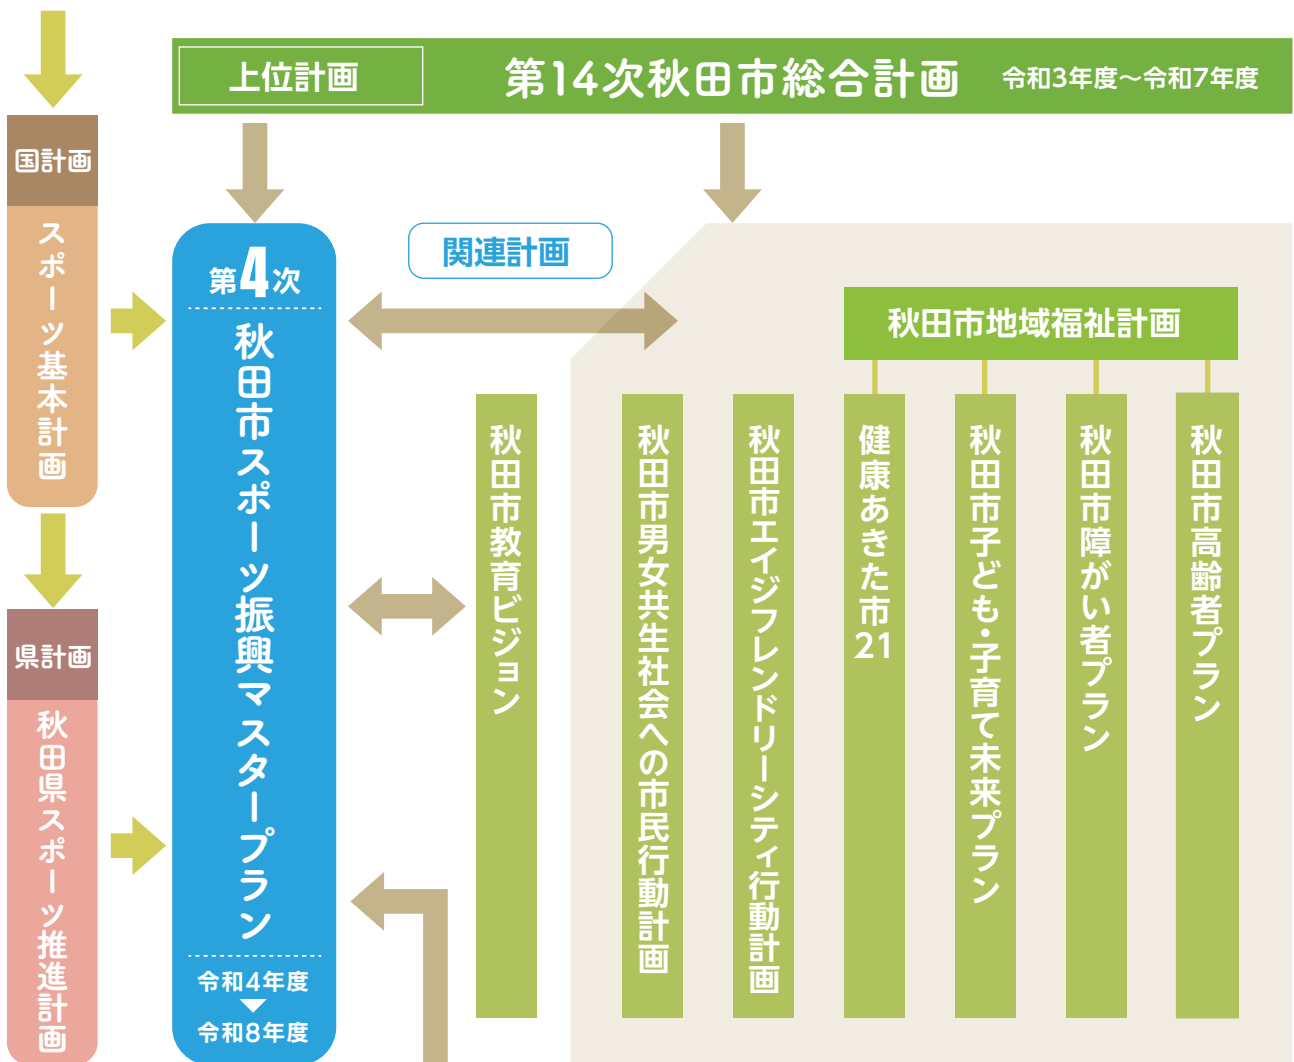 上位計画
第14次秋田市総合計画
令和3年度～令和7年度
国計画
スポーツ基本計画
県計画
秋田県スポーツ推進計画
第4次
秋田市スポーツ振興マスタープラン
令和4年度
令和8年度
関連計画
秋田市教育ビジョン
秋田市地域福祉計画
秋田市男女共生社会への市民行動計画
秋田市エイジフレンドリーシティ行動計画
健康あきた市21
秋田市子ども・子育て未来プラン
秋田市障がい者プラン
秋田市高齢者プラン